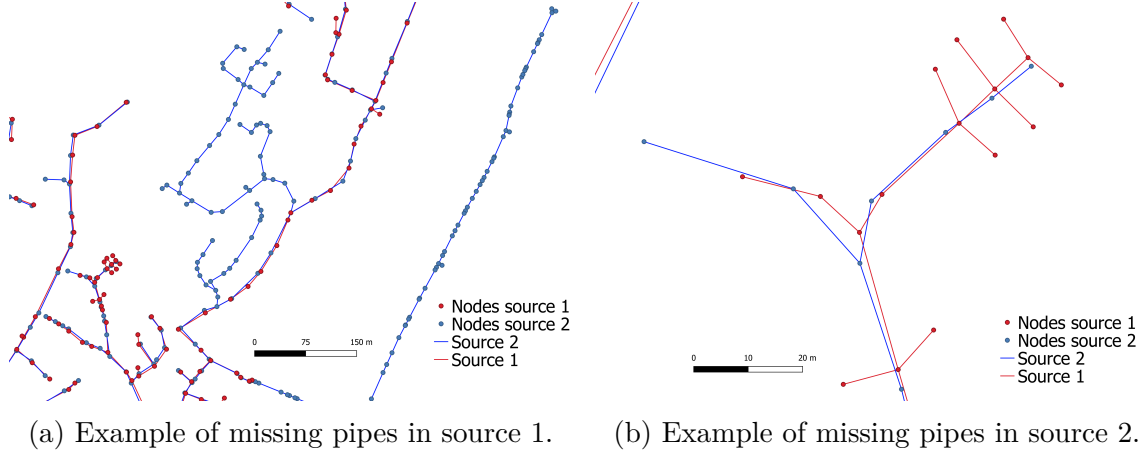 Nodes source 1
Nodes source 2
Source 2
Source 1
0 75 150 m
(a) Example of missing pipes in source 1.
Nodes source 1
Nodes source 2
Source 2
Source 1
0 10 20 m
(b) Example of missing pipes in source 2.